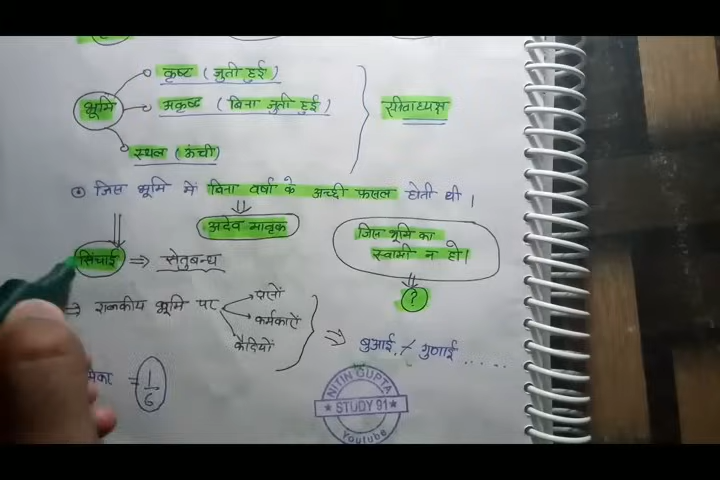 कृष्ट (जुती हुई)
भूमि
अकृष्ट (बिना जुती हुई)
सीताध्यक्ष
स्थल (ऊंची)
जिस भूमि में बिना वर्षा के अच्छी फसल होती थी।
अदेव मातृक
जिस भूमि का
स्वामी न हो।
सिंचाई ⇒ सेतुबन्ध
?
⇒ राजकीय भूमि पर
दासों
कर्मकारों
कैदियों
⇒ बुआई, गुणाई .....
= 1/6
NITIN GUPTA
STUDY 91
Youtube